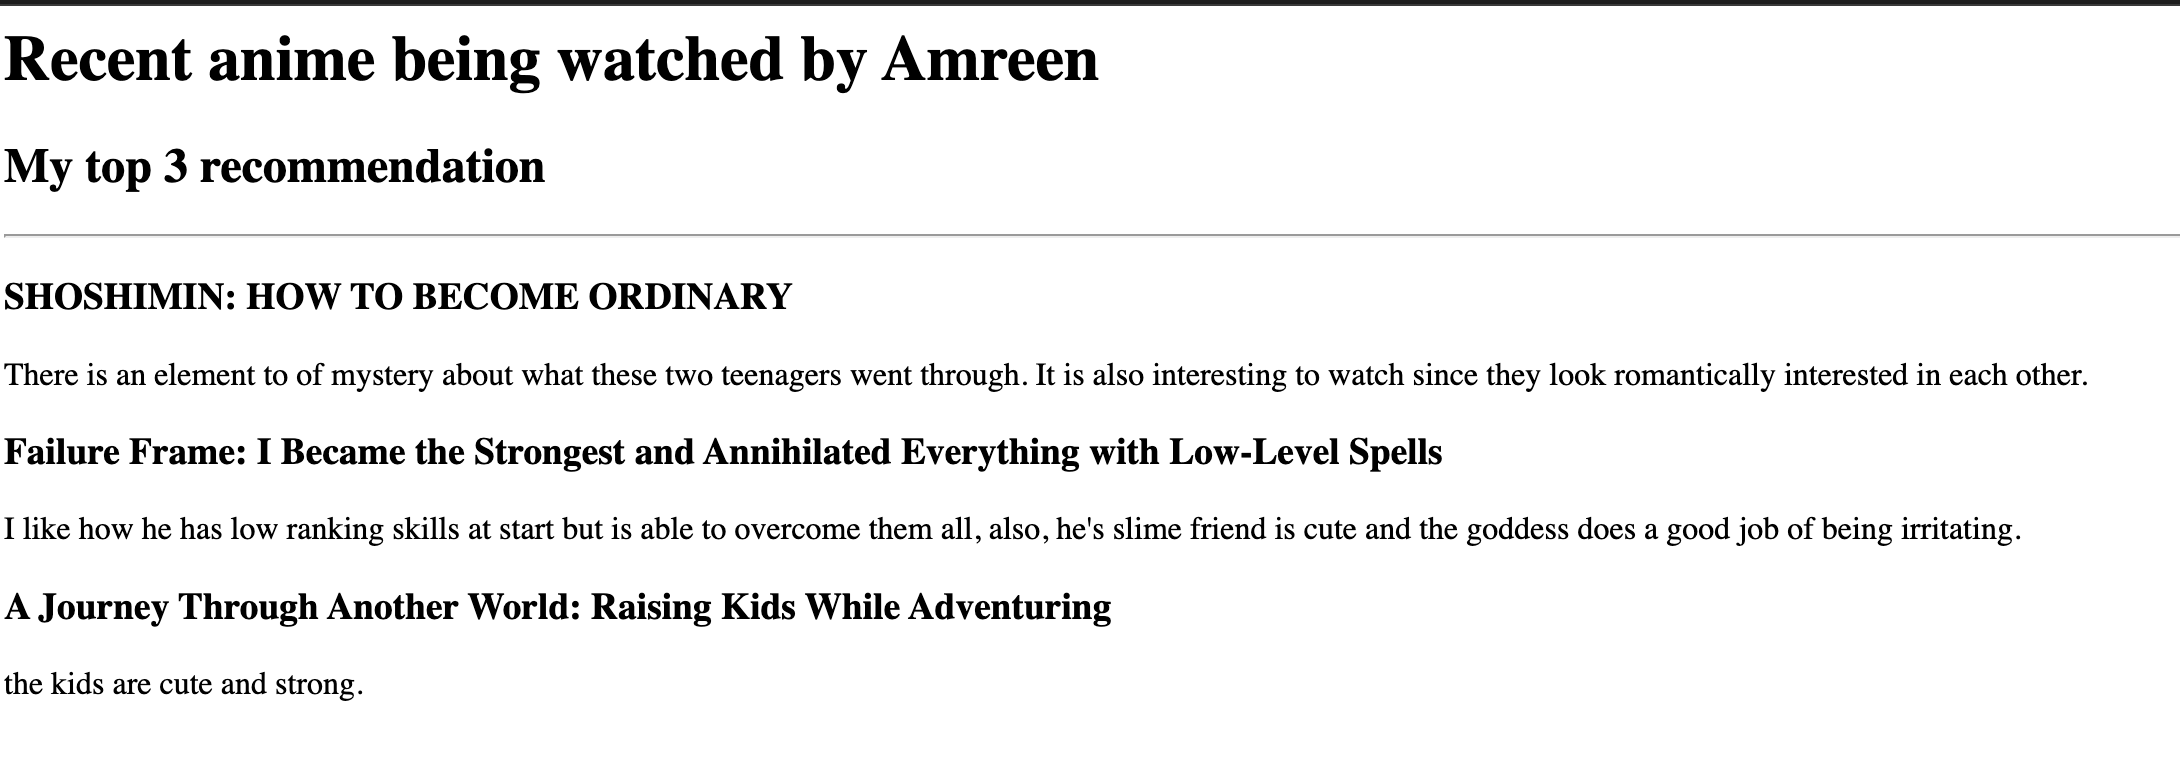 Recent anime being watched by Amreen
My top 3 recommendation
SHOSHIMIN: HOW TO BECOME ORDINARY
There is an element to of mystery about what these two teenagers went through. It is also interesting to watch since they look romantically interested in each other.
Failure Frame: I Became the Strongest and Annihilated Everything with Low-Level Spells
I like how he has low ranking skills at start but is able to overcome them all, also, he's slime friend is cute and the goddess does a good job of being irritating.
A Journey Through Another World: Raising Kids While Adventuring
the kids are cute and strong.